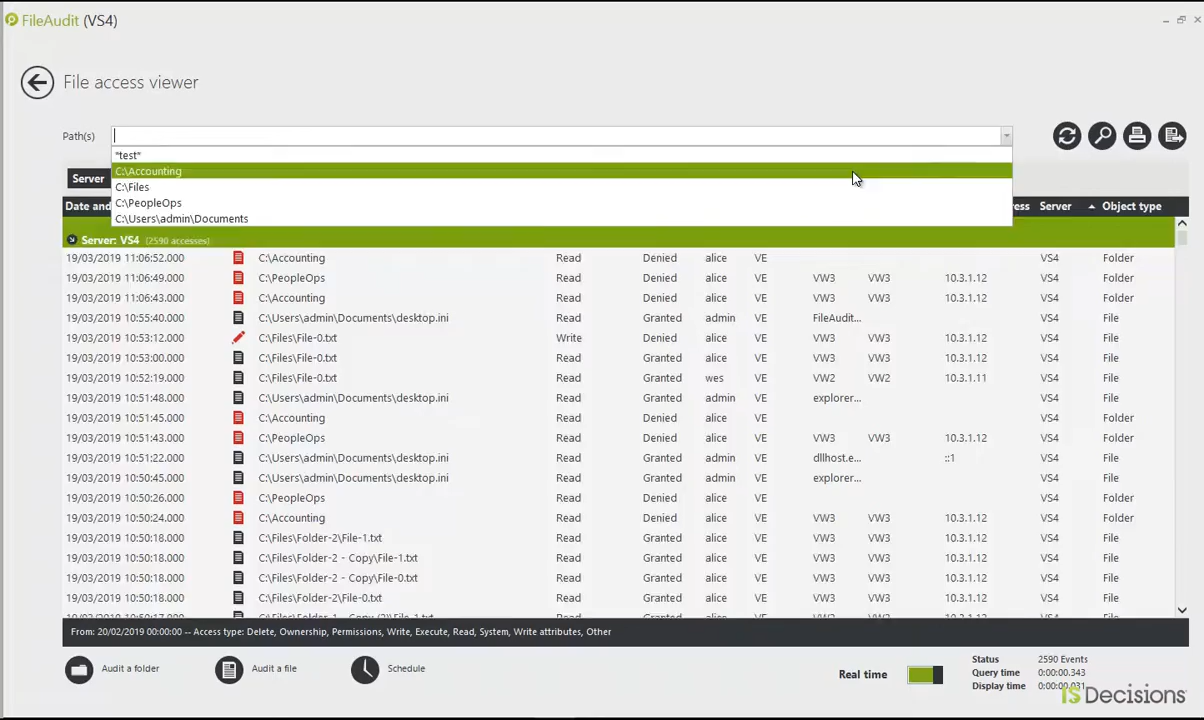 FileAudit (VS4)
File access viewer
Path(s)
*test*
C:\Accounting
C:\Files
C:\PeopleOps
C:\Users\admin\Documents
Server
Date and ress Server Object type
Server: VS4 (2590 accesses)
19/03/2019 11:06:52.000 C:\Accounting Read Denied alice VE VS4 Folder
19/03/2019 11:06:49.000 C:\PeopleOps Read Denied alice VE VW3 VW3 10.3.1.12 VS4 Folder
19/03/2019 11:06:43.000 C:\Accounting Read Denied alice VE VW3 VW3 10.3.1.12 VS4 Folder
19/03/2019 10:55:40.000 C:\Users\admin\Documents\desktop.ini Read Granted admin VE FileAudit... VS4 File
19/03/2019 10:53:12.000 C:\Files\File-0.txt Write Denied alice VE VW3 VW3 10.3.1.12 VS4 File
19/03/2019 10:53:00.000 C:\Files\File-0.txt Read Granted alice VE VW3 VW3 10.3.1.12 VS4 File
19/03/2019 10:52:19.000 C:\Files\File-0.txt Read Granted wes VE VW2 VW2 10.3.1.11 VS4 File
19/03/2019 10:51:48.000 C:\Users\admin\Documents\desktop.ini Read Granted admin VE explorer... VS4 File
19/03/2019 10:51:45.000 C:\Accounting Read Denied alice VE VS4 Folder
19/03/2019 10:51:43.000 C:\PeopleOps Read Denied alice VE VW3 VW3 10.3.1.12 VS4 Folder
19/03/2019 10:51:22.000 C:\Users\admin\Documents\desktop.ini Read Granted admin VE dllhost.e... ::1 VS4 File
19/03/2019 10:50:45.000 C:\Users\admin\Documents\desktop.ini Read Granted admin VE explorer... VS4 File
19/03/2019 10:50:26.000 C:\PeopleOps Read Denied alice VE VS4 Folder
19/03/2019 10:50:24.000 C:\Accounting Read Denied alice VE VW3 VW3 10.3.1.12 VS4 Folder
19/03/2019 10:50:18.000 C:\Files\Folder-2\File-1.txt Read Granted alice VE VW3 VW3 10.3.1.12 VS4 File
19/03/2019 10:50:18.000 C:\Files\Folder-2 - Copy\File-1.txt Read Granted alice VE VW3 VW3 10.3.1.12 VS4 File
19/03/2019 10:50:18.000 C:\Files\Folder-2 - Copy\File-0.txt Read Granted alice VE VW3 VW3 10.3.1.12 VS4 File
19/03/2019 10:50:18.000 C:\Files\Folder-2\File-0.txt Read Granted alice VE VW3 VW3 10.3.1.12 VS4 File
From: 20/02/2019 00:00:00 -- Access type: Delete, Ownership, Permissions, Write, Execute, Read, System, Write attributes, Other
Audit a folder Audit a file Schedule
Real time
Status 2590 Events
Query time 0:00:00.343
Display time 0:00:00.031
ISDecisions